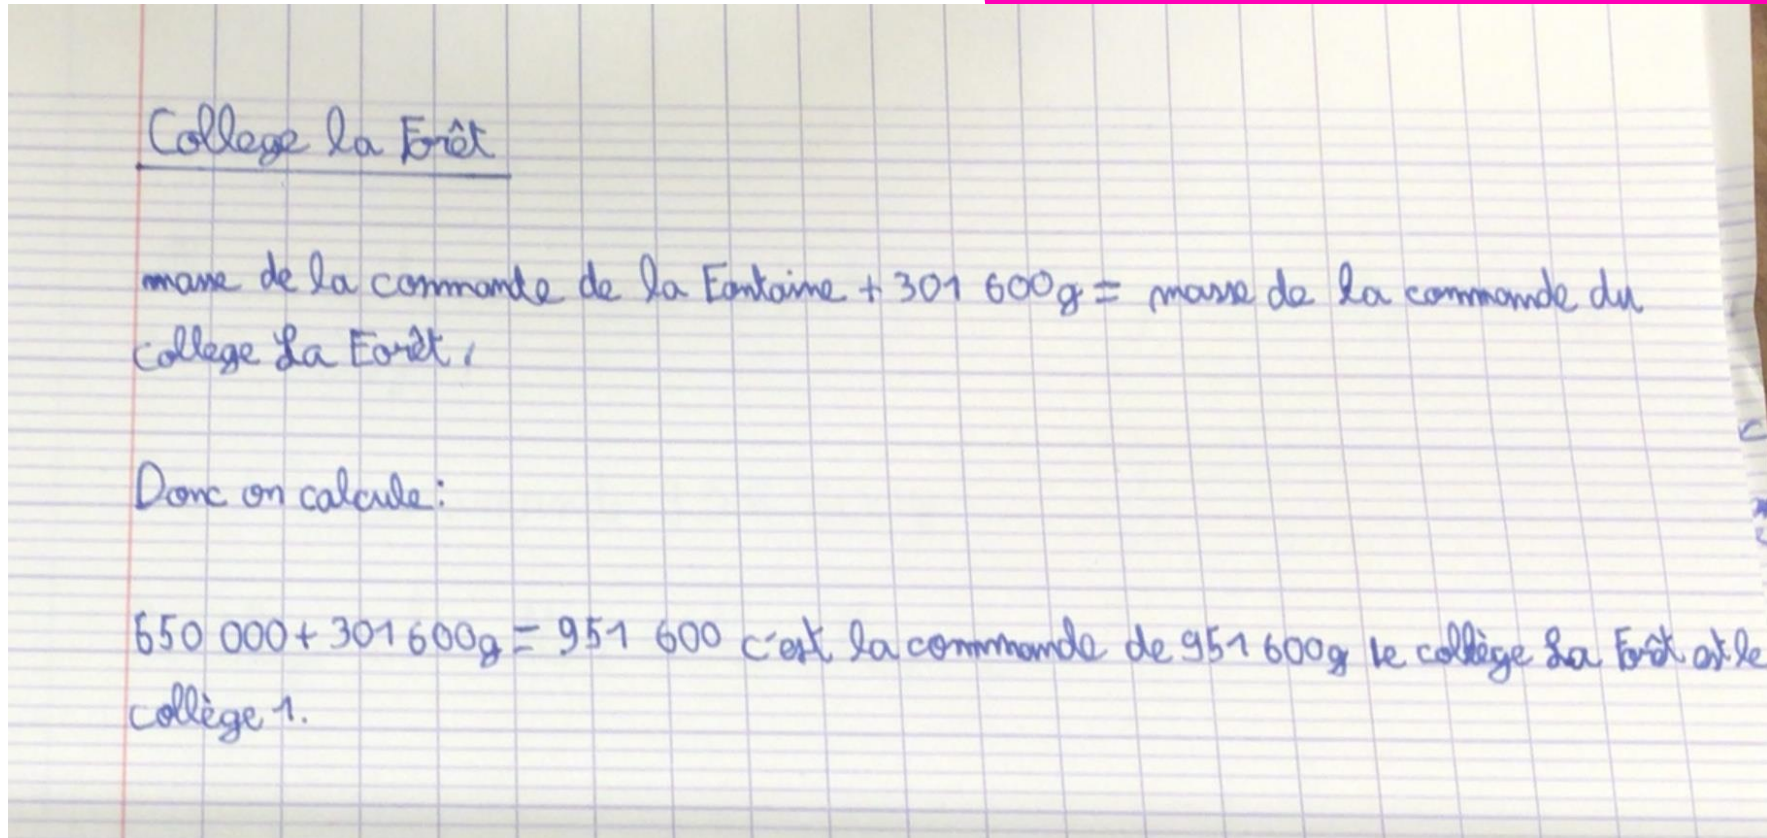 College la Forêt
masse de la commande de la Fontaine + 301 600g = masse de la commande du
college La Forêt.
Donc on calcule:
650 000 + 301 600g = 951 600 c'est la commande de 951 600g le collège La Forêt est le
collège 1.